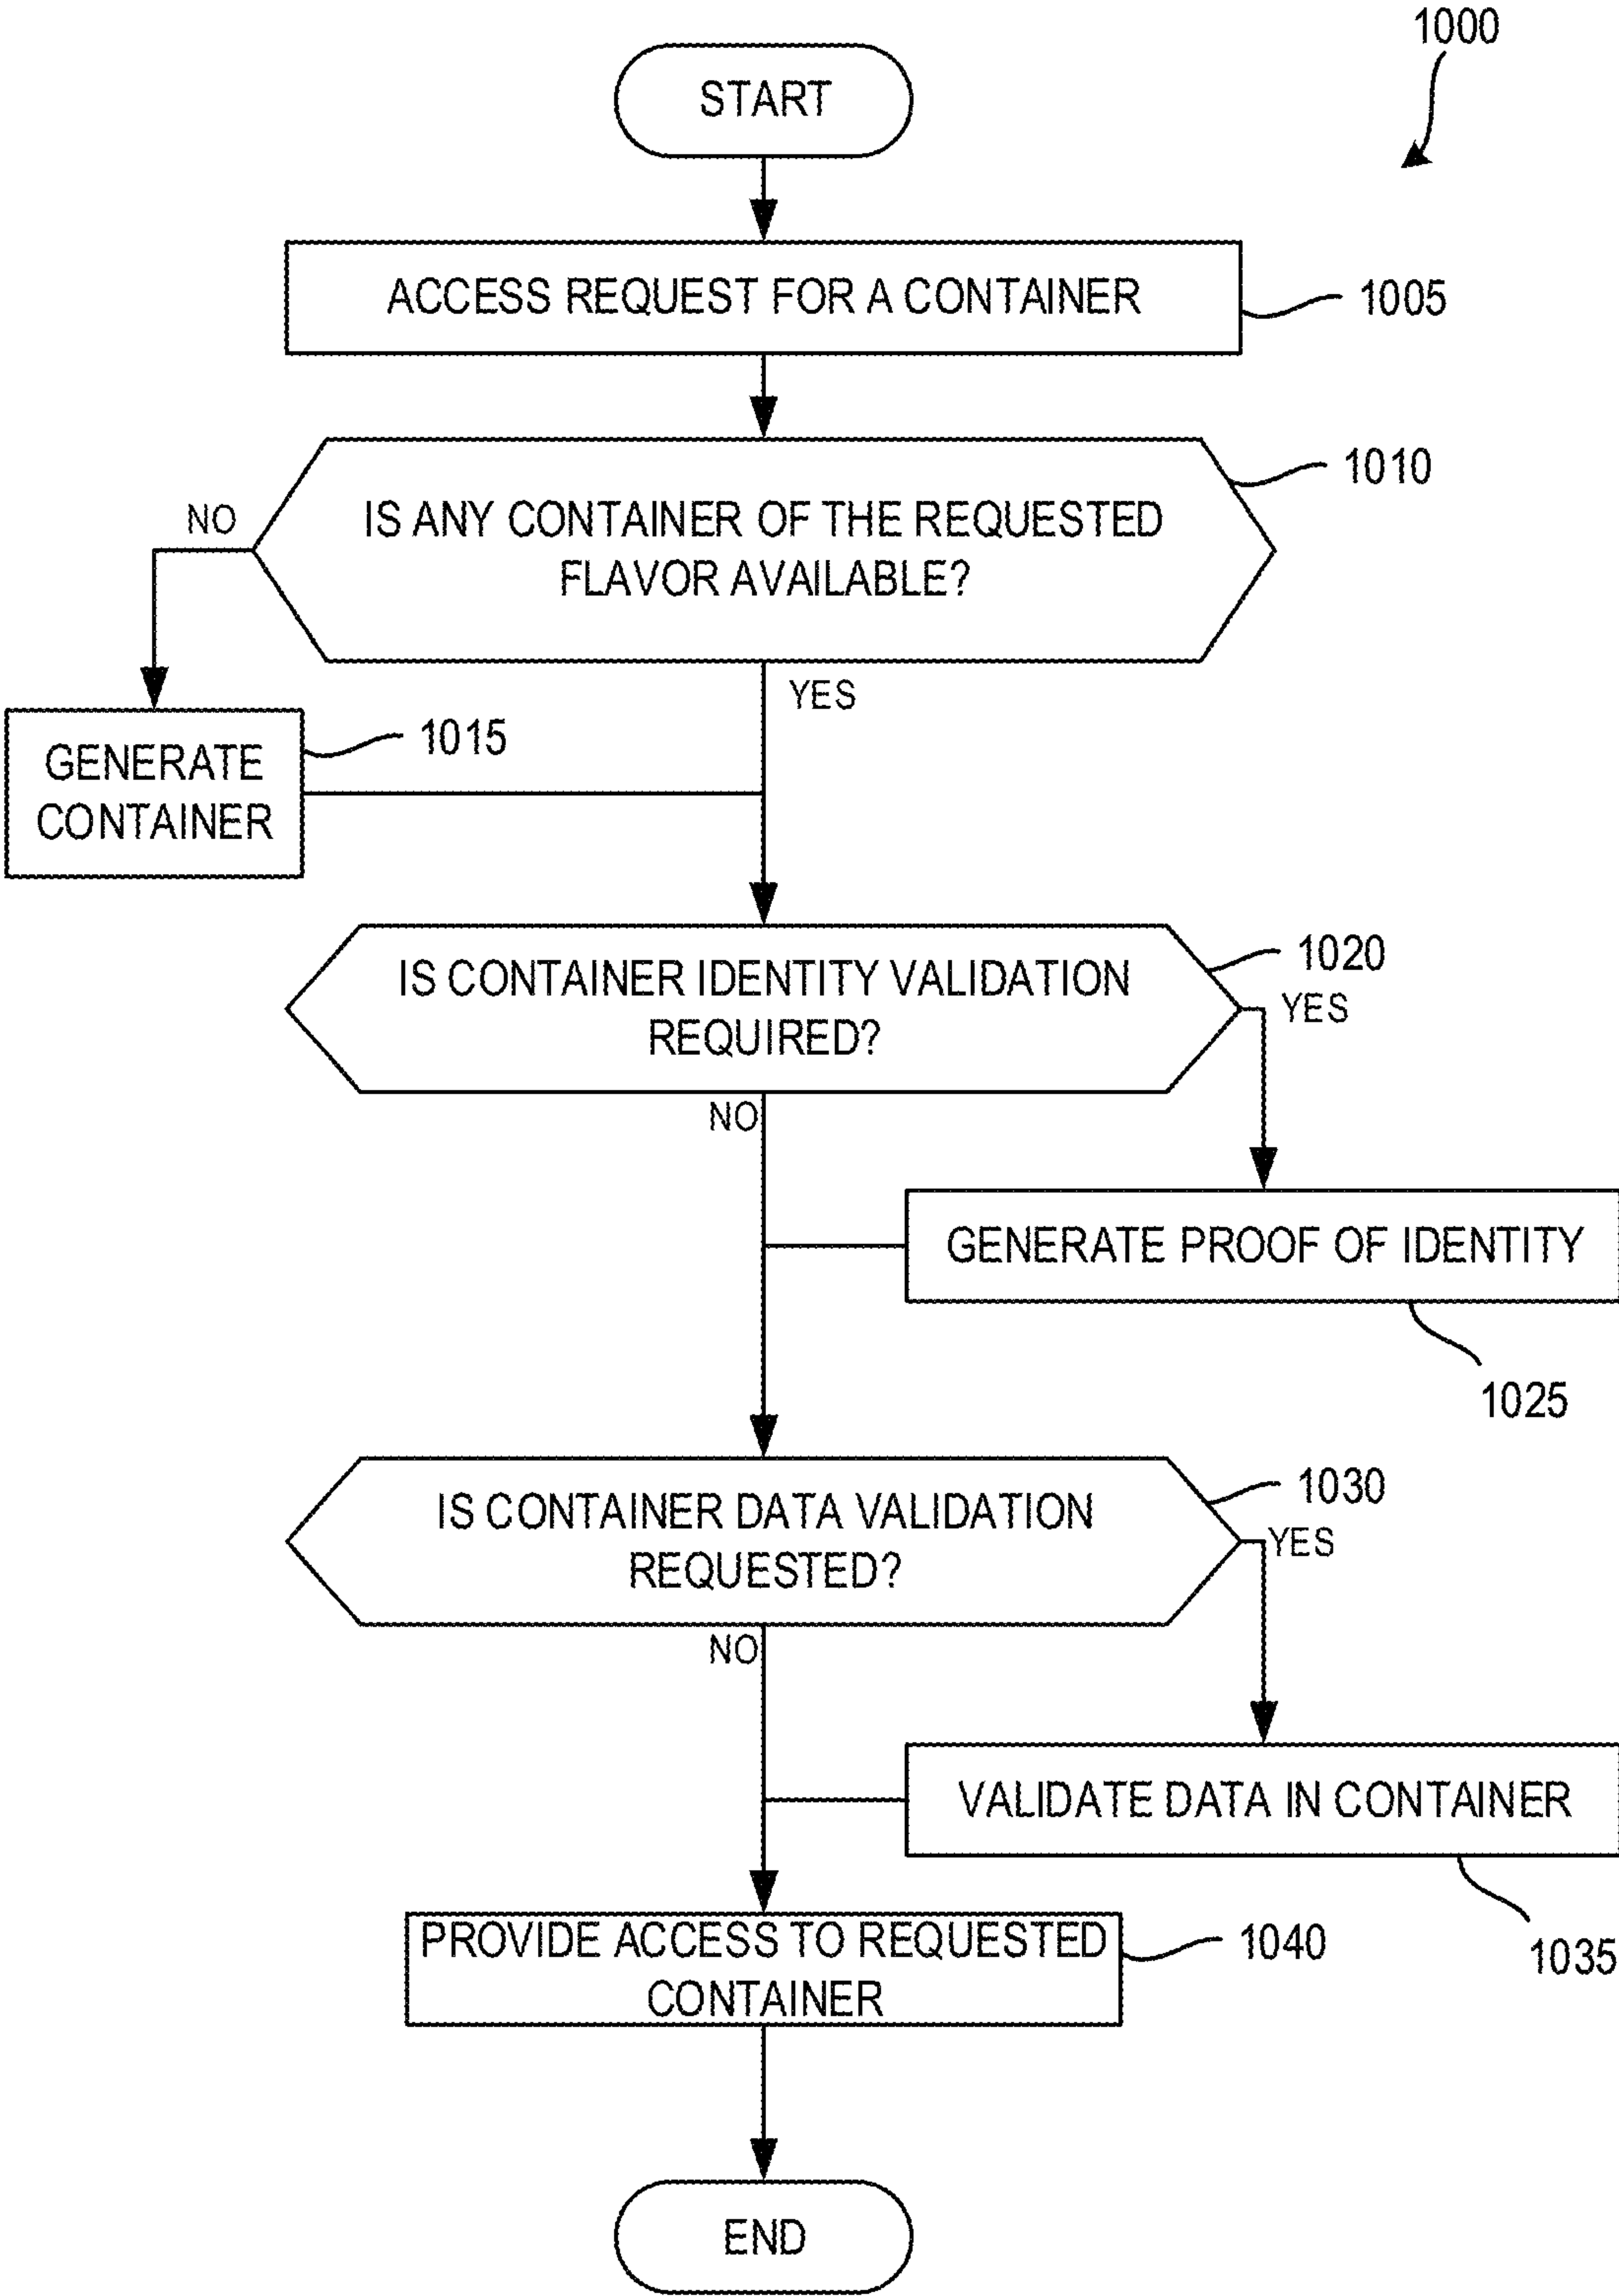 1000
START
ACCESS REQUEST FOR A CONTAINER
1005
1010
NO
IS ANY CONTAINER OF THE REQUESTED
FLAVOR AVAILABLE?
YES
1015
GENERATE
CONTAINER
1020
IS CONTAINER IDENTITY VALIDATION
REQUIRED?
YES
NO
GENERATE PROOF OF IDENTITY
1025
1030
IS CONTAINER DATA VALIDATION
REQUESTED?
YES
NO
VALIDATE DATA IN CONTAINER
1035
PROVIDE ACCESS TO REQUESTED
CONTAINER
1040
END